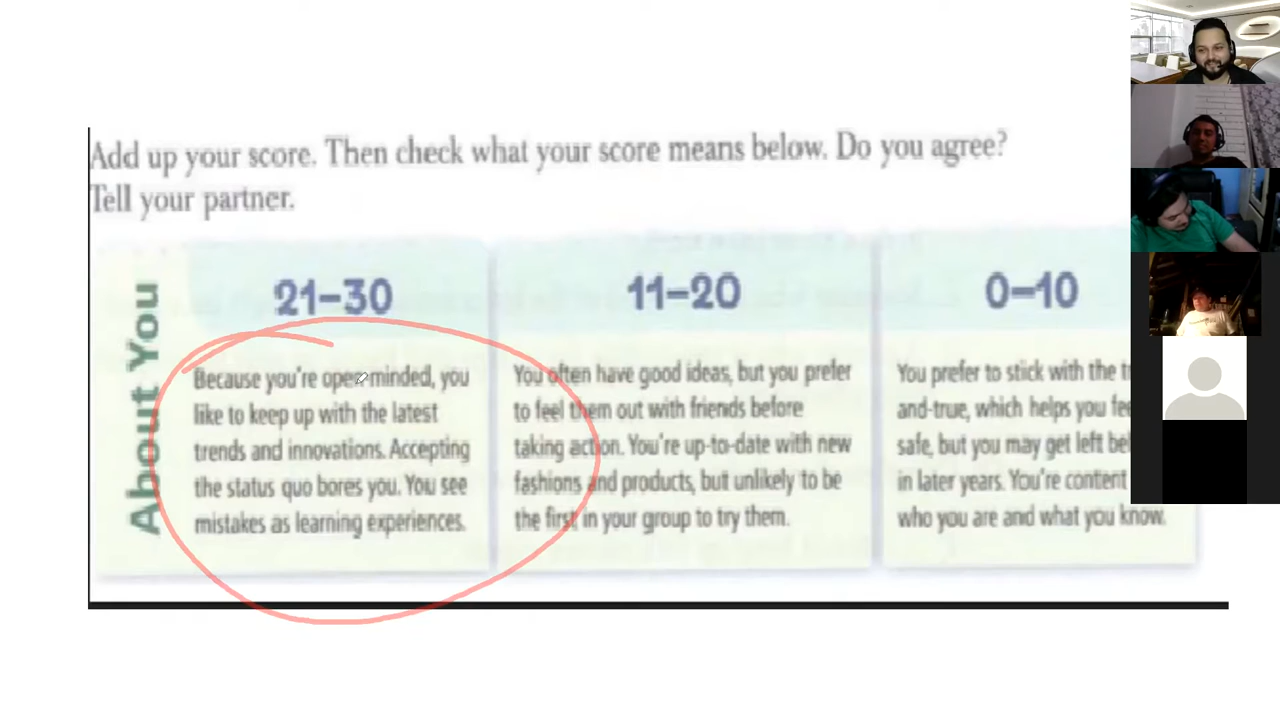 Add up your score. Then check what your score means below. Do you agree?
Tell your partner.
About You
21–30
Because you're open-minded, you
like to keep up with the latest
trends and innovations. Accepting
the status quo bores you. You see
mistakes as learning experiences.
11–20
You often have good ideas, but you prefer
to feel them out with friends before
taking action. You're up-to-date with new
fashions and products, but unlikely to be
the first in your group to try them.
0–10
You prefer to stick with the
and-true, which helps you
safe, but you may get left
in later years. You're content
who you are and what you know.